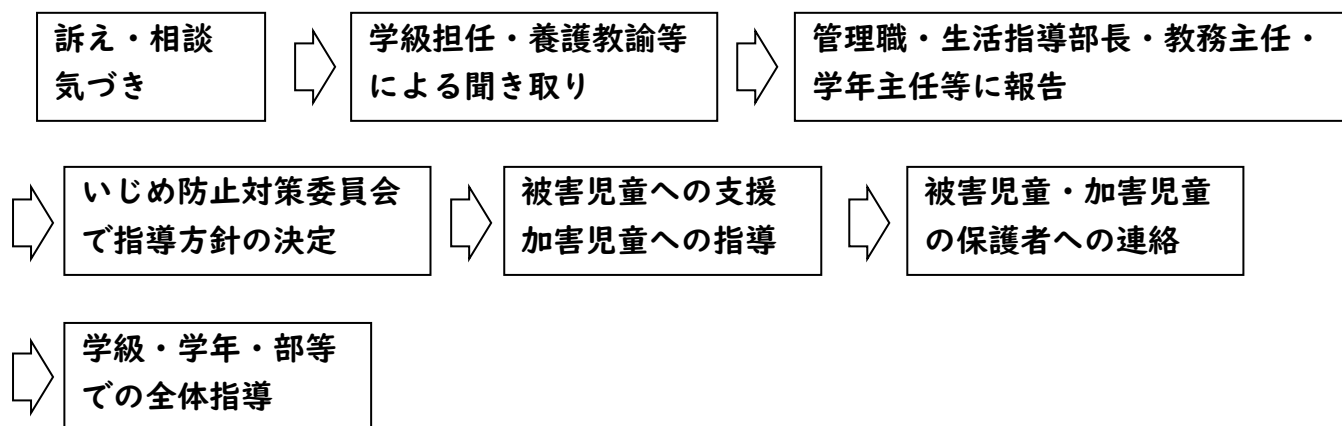 訴え・相談
気づき
学級担任・養護教諭等
による聞き取り
管理職・生活指導部長・教務主任・
学年主任等に報告
いじめ防止対策委員会
で指導方針の決定
被害児童への支援
加害児童への指導
被害児童・加害児童
の保護者への連絡
学級・学年・部等
での全体指導